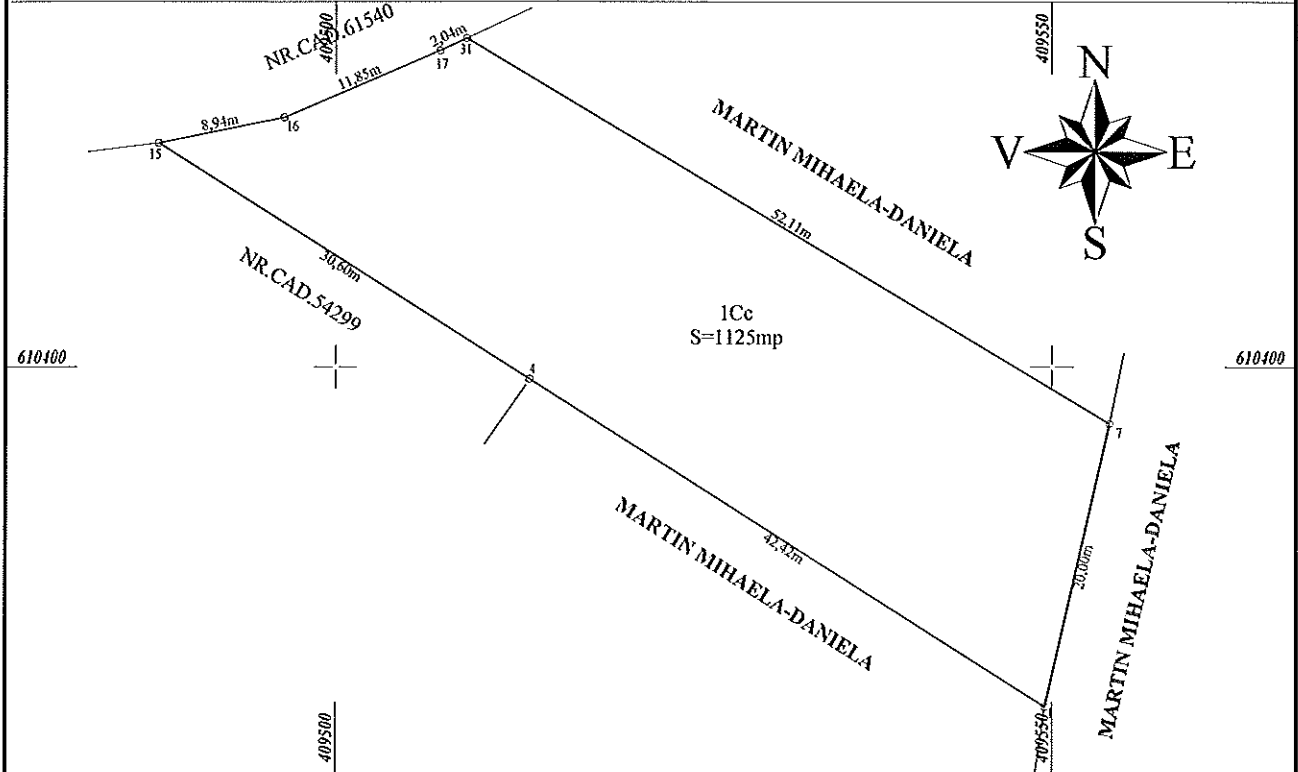 NR.CAD.61540
409500
409550
2,04m
31
17
11,85m
8,94m
16
15
N
V
E
S
MARTIN MIHAELA-DANIELA
52,11m
30,60m
NR.CAD.54299
1Cc
S=1125mp
610400
610400
4
7
MARTIN MIHAELA-DANIELA
42,42m
20,00m
MARTIN MIHAELA-DANIELA
409500
409550